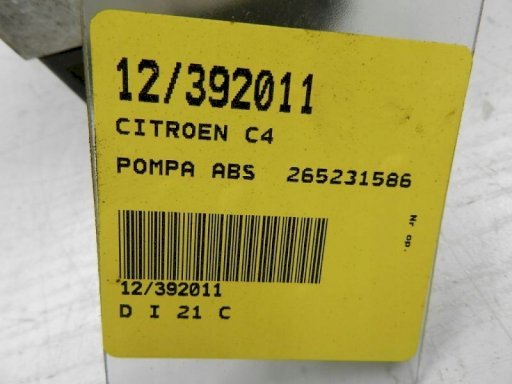 12/392011
CITROEN C4
POMPA ABS 265231586
Nr op.
12/392011
D I 21 C